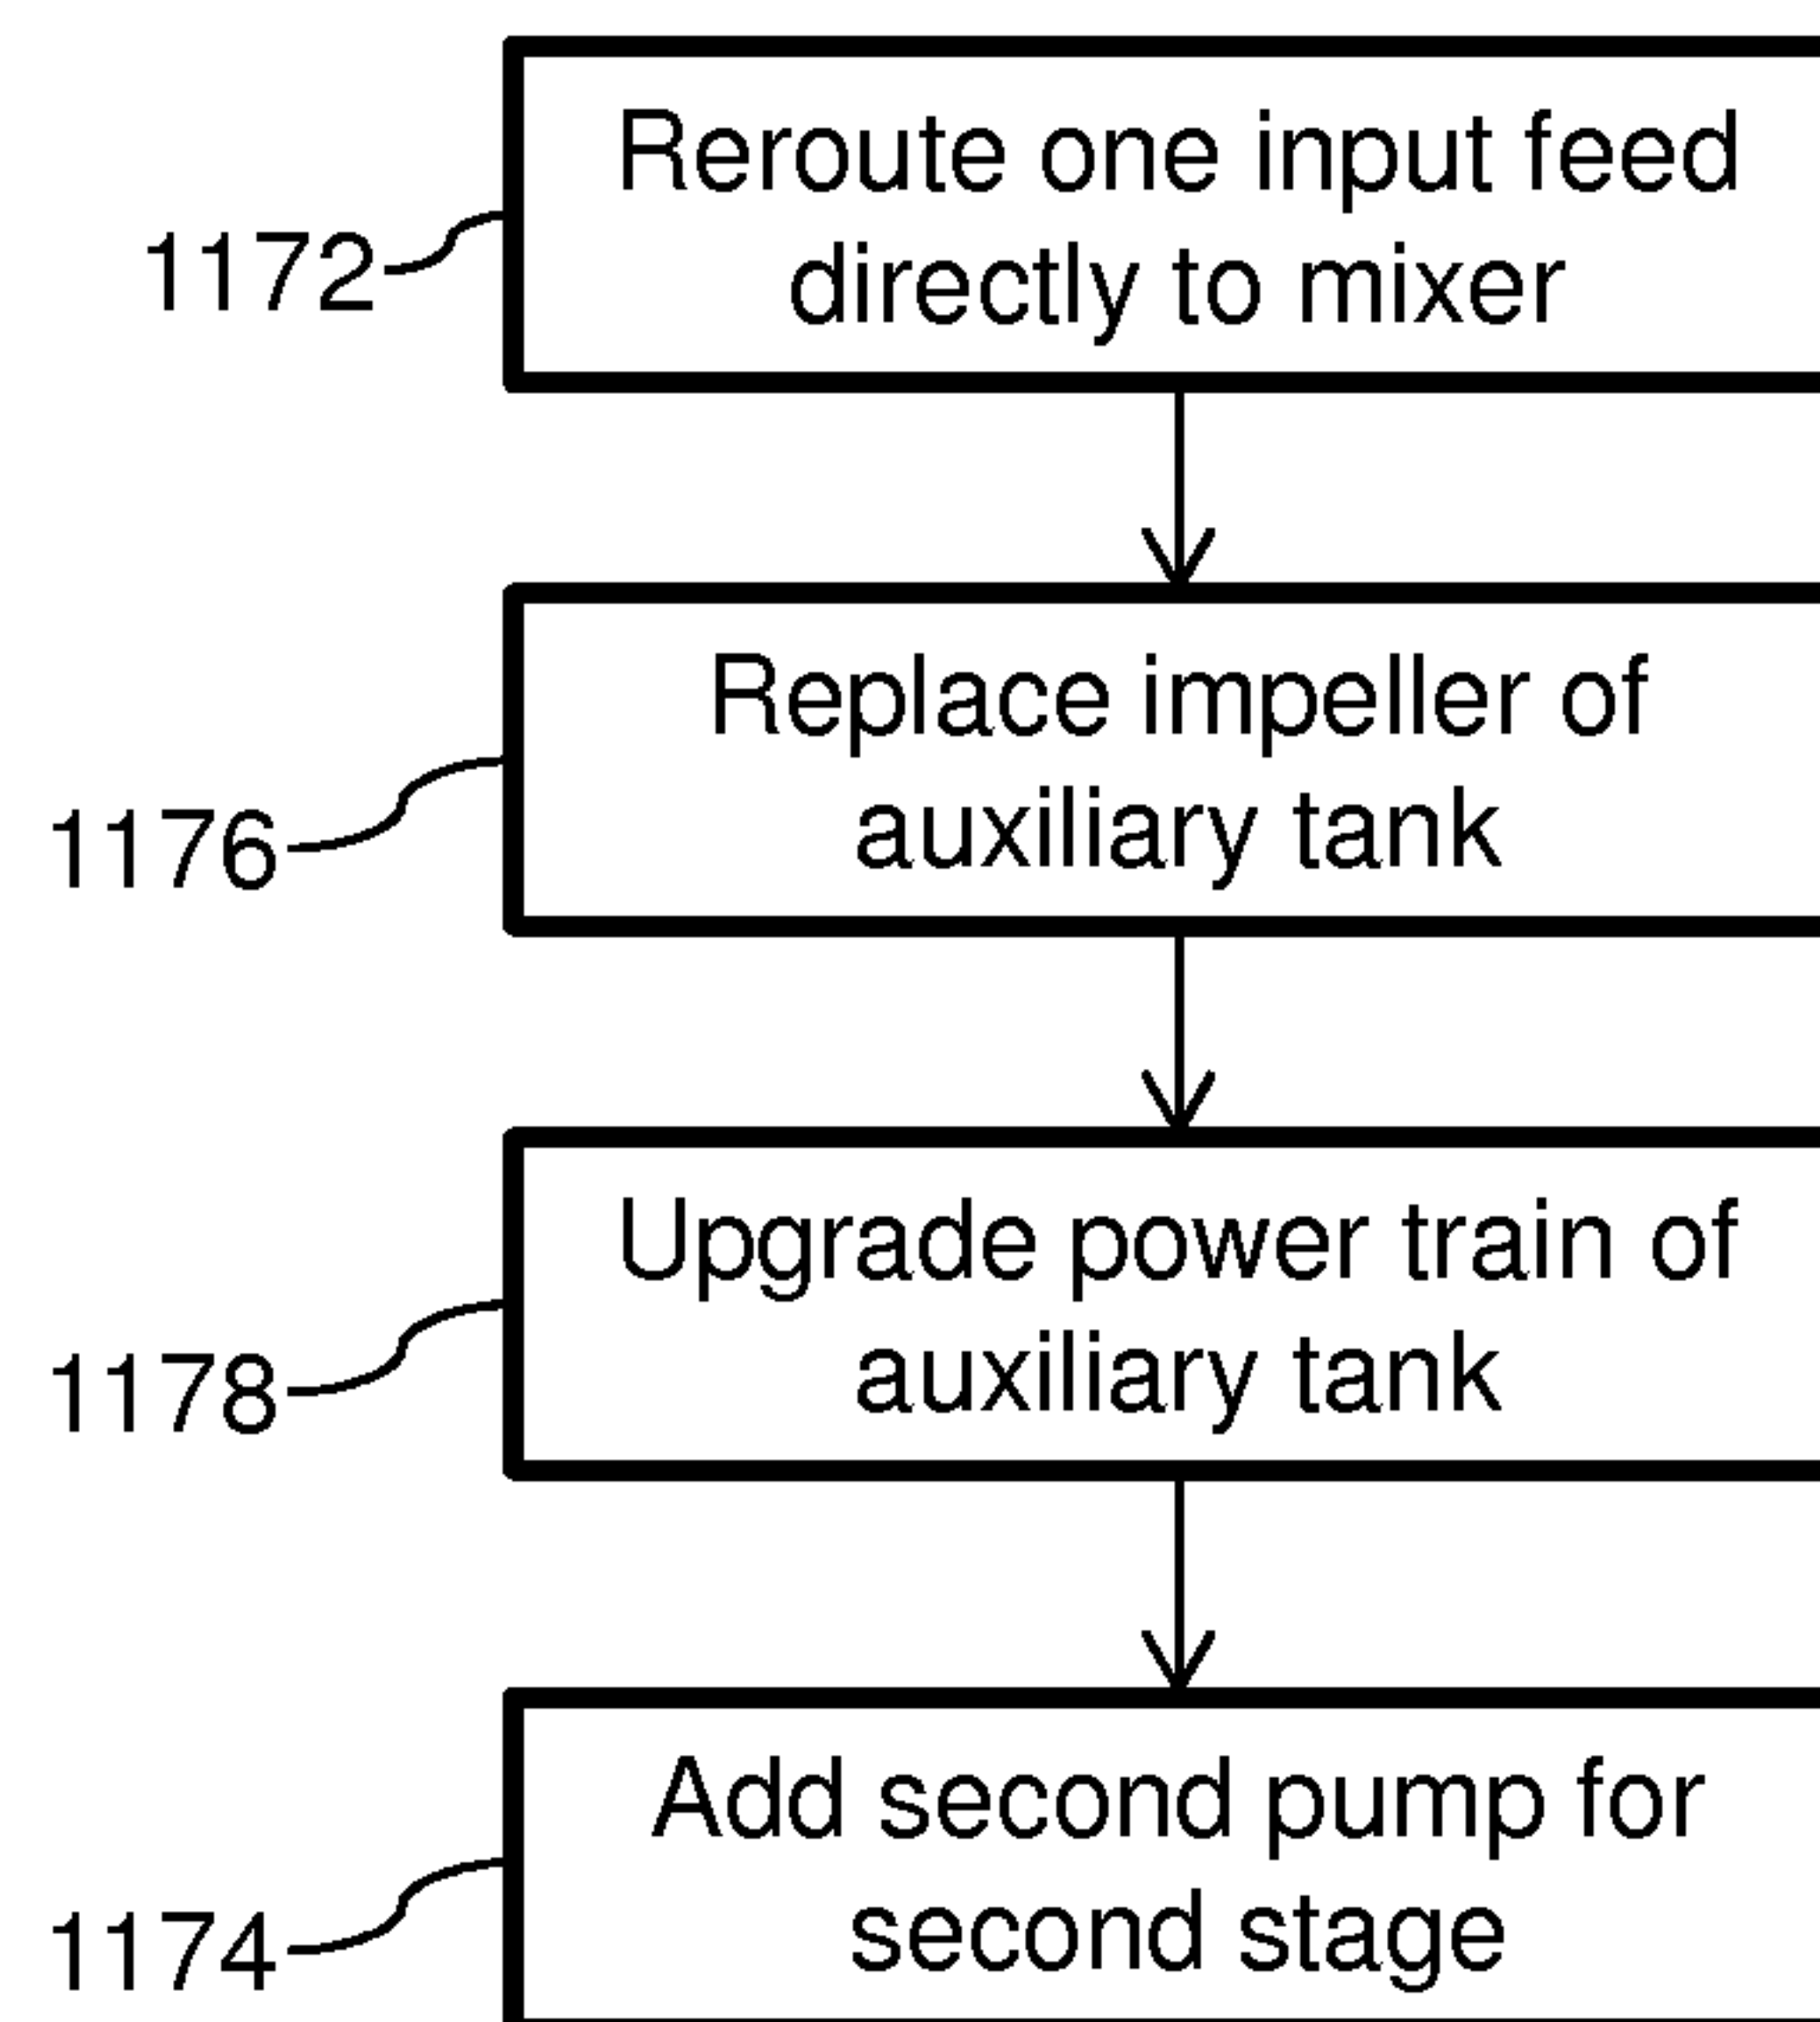 Reroute one input feed
directly to mixer
1172
Replace impeller of
auxiliary tank
1176
Upgrade power train of
auxiliary tank
1178
Add second pump for
second stage
1174